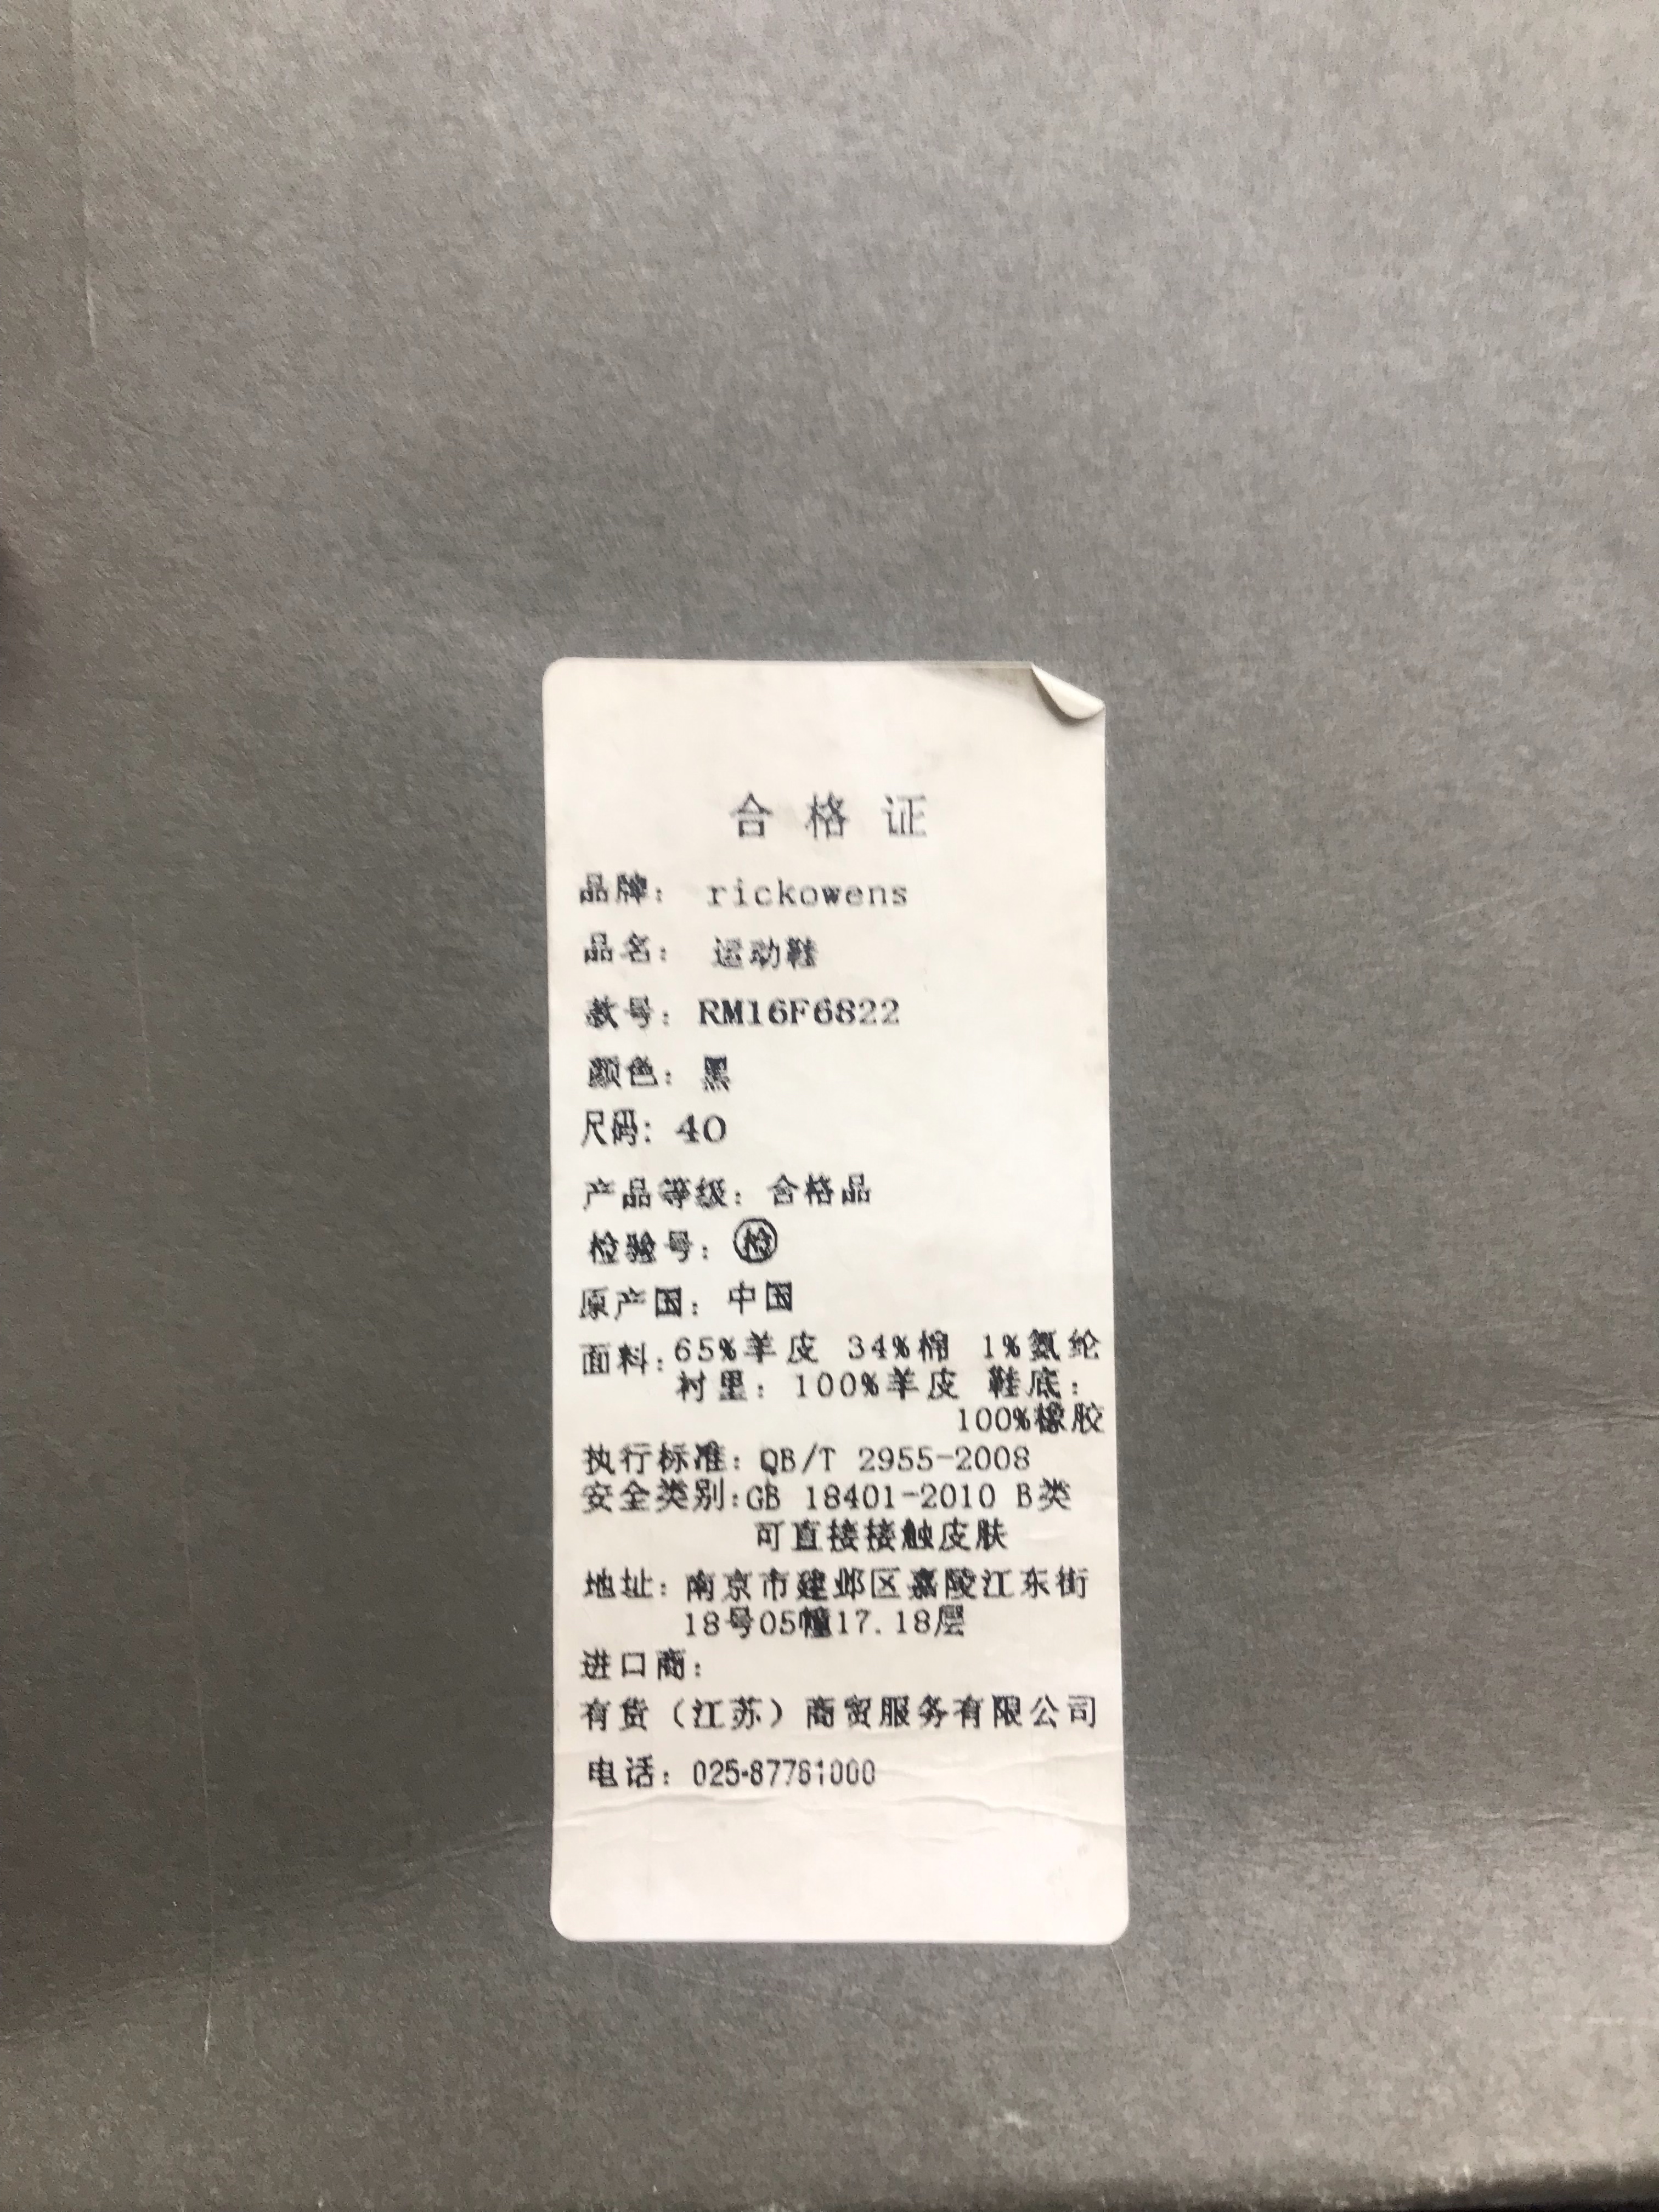 合格证
品牌： rickowens
品名： 运动鞋
款号： RM16F6822
颜色： 黑
尺码: 40
产品等级: 合格品
检验号: 检
原产国: 中国
面料: 65%羊皮 34%棉 1%氨纶
衬里: 100%羊皮 鞋底:
100%橡胶
执行标准: QB/T 2955-2008
安全类别:GB 18401-2010 B类
可直接接触皮肤
地址: 南京市建邺区嘉陵江东街
18号05幢17.18层
进口商:
有货（江苏）商贸服务有限公司
电话: 025-87781000